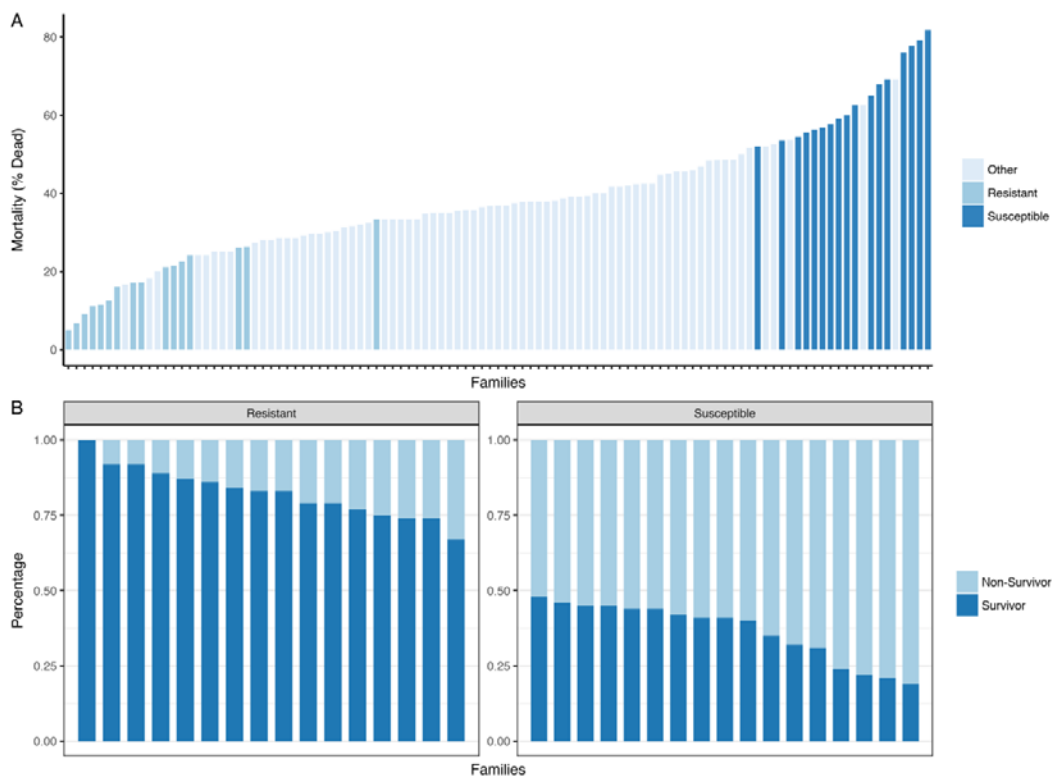 A
Mortality (% Dead)
80
60
40
20
0
Families
Other
Resistant
Susceptible
B
Resistant
Susceptible
Percentage
1.00
0.75
0.50
0.25
0.00
1.00
0.75
0.50
0.25
0.00
Families
Non-Survivor
Survivor